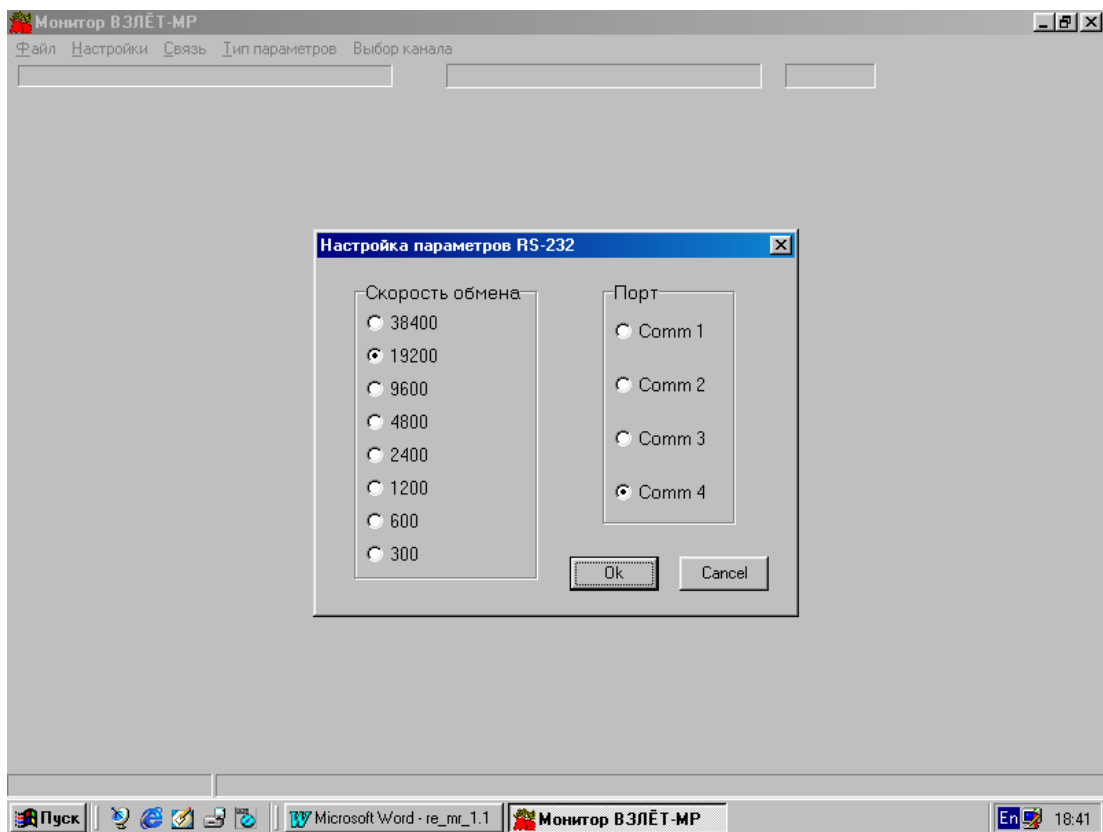 Монитор ВЗЛЁТ-МР
Файл Настройки Связь Тип параметров Выбор канала
Настройка параметров RS-232
Скорость обмена
38400
19200
9600
4800
2400
1200
600
300
Порт
Comm 1
Comm 2
Comm 3
Comm 4
Ok Cancel
Пуск Microsoft Word - re_mr_1.1 Монитор ВЗЛЁТ-МР En 18:41